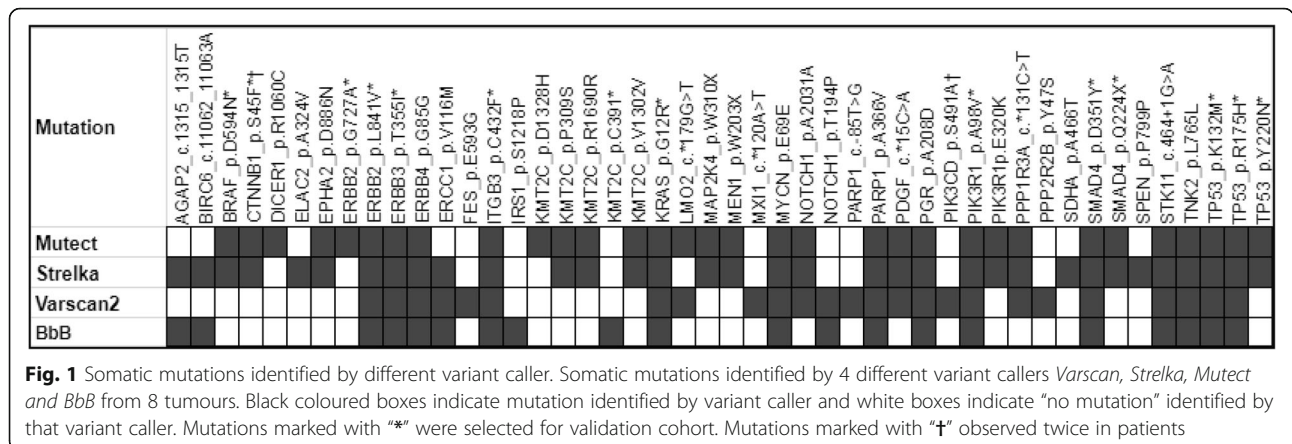 Mutation
AGAP2_c.1315_1315T
BIRC6_c.11062_11063A
BRAF_p.D594N*
CTNNB1_p.S45F*†
DICER1_p.R1060C
ELAC2_p.A324V
EPHA2_p.D886N
ERBB2_p.G727A*
ERBB2_p.L841V*
ERBB3_p.T355I*
ERBB4_p.G85G
ERCC1_p.V116M
FES_p.E593G
ITGB3_p.C432F*
IRS1_p.S1218P
KMT2C_p.D1328H
KMT2C_p.P309S
KMT2C_p.R1690R
KMT2C_p.C391*
KMT2C_p.V1302V
KRAS_p.G12R*
LMO2_c.*179G>T
MAP2K4_p.W310X
MEN1_p.W203X
MXI1_c.*120A>T
MYCN_p.E69E
NOTCH1_p.A2031A
NOTCH1_p.T194P
PARP1_c.-85T>G
PARP1_p.A366V
PDGF_c.*15C>A
PGR_p.A208D
PIK3CD_p.S491A†
PIK3R1_p.A98V*
PIK3R1p.E320K
PPP1R3A_c.*131C>T
PPP2R2B_p.Y47S
SDHA_p.A466T
SMAD4_p.D351Y*
SMAD4_p.Q224X*
SPEN_p.P799P
STK11_c.464+1G>A
TNK2_p.L765L
TP53_p.K132M*
TP53_p.R175H*
TP53_p.Y220N*
Mutect
Strelka
Varscan2
BbB
Fig. 1 Somatic mutations identified by different variant caller. Somatic mutations identified by 4 different variant callers Varscan, Strelka, Mutect
and BbB from 8 tumours. Black coloured boxes indicate mutation identified by variant caller and white boxes indicate “no mutation” identified by
that variant caller. Mutations marked with “*” were selected for validation cohort. Mutations marked with “†” observed twice in patients